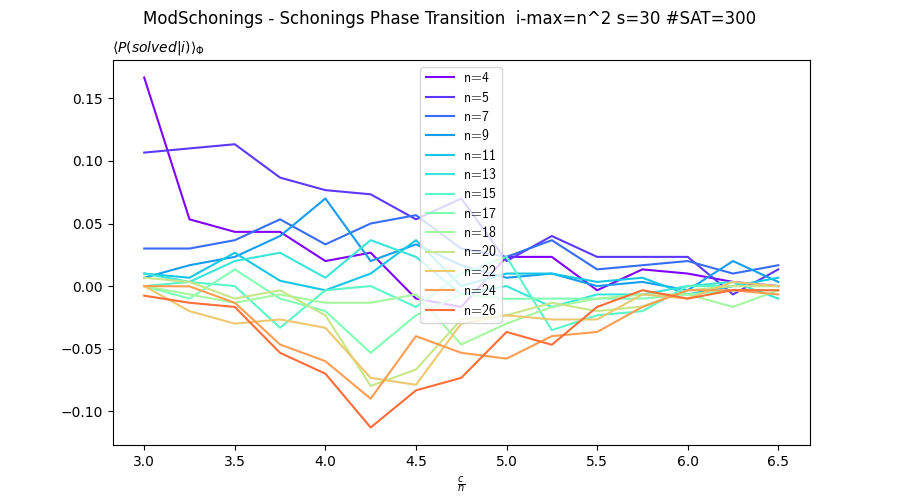 ModSchonings - Schonings Phase Transition  i-max=n^2 s=30 #SAT=300
⟨P(solved|i)⟩Φ
0.15
0.10
0.05
0.00
−0.05
−0.10
n=4
n=5
n=7
n=9
n=11
n=13
n=15
n=17
n=18
n=20
n=22
n=24
n=26
3.0 3.5 4.0 4.5 5.0 5.5 6.0 6.5
c/n